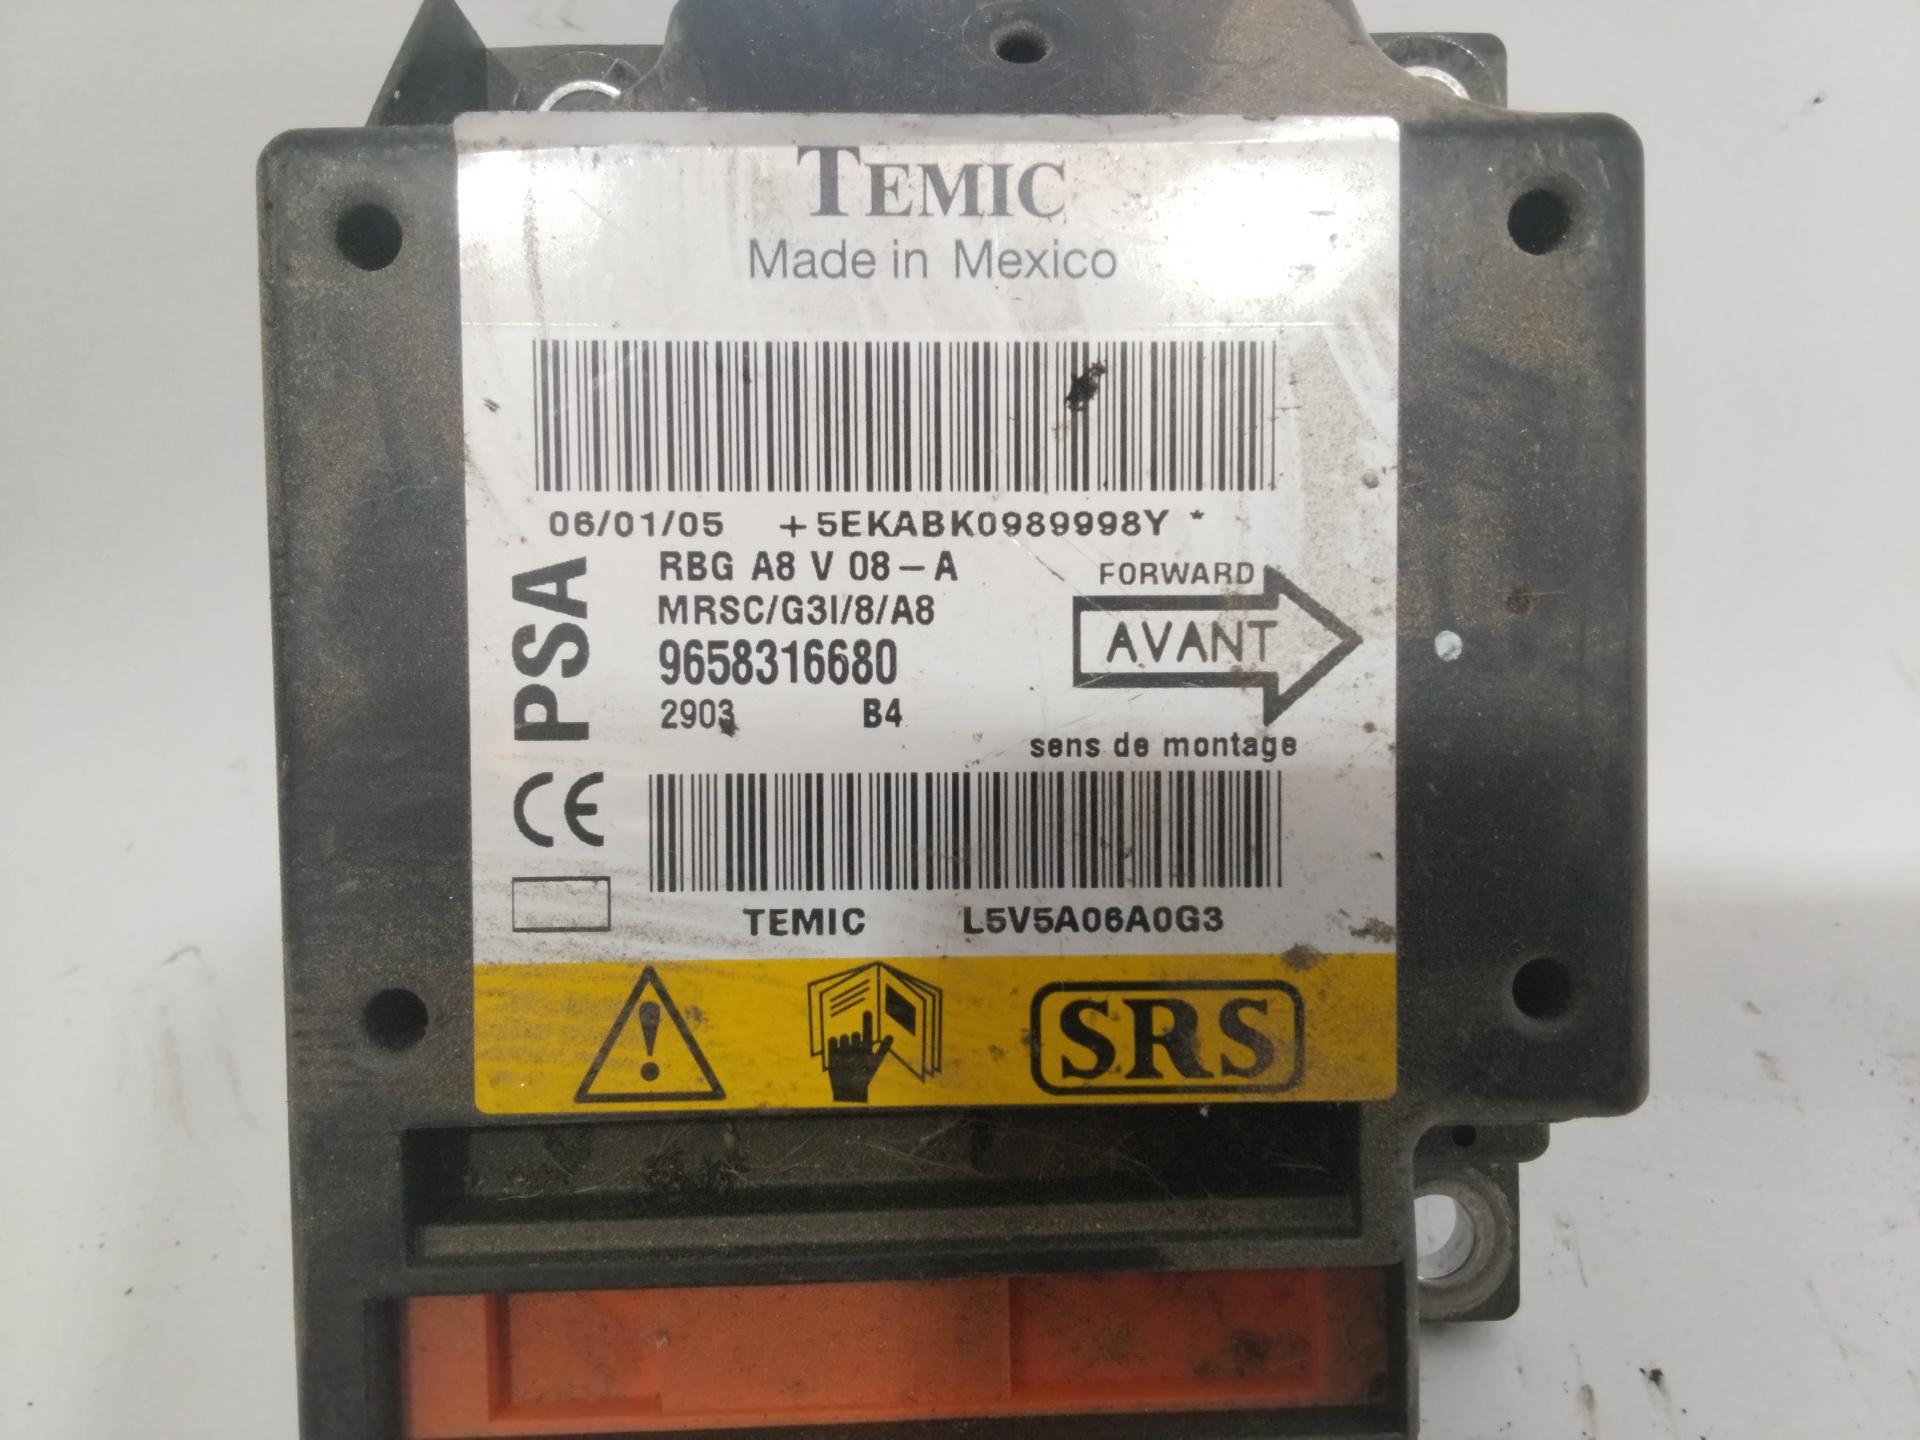 TEMIC
Made in Mexico
06/01/05 +5EKABK0989998Y *
RBG A8 V 08-A
MRSC/G3I/8/A8
9658316680
2903 B4
PSA
CE
FORWARD
AVANT
sens de montage
TEMIC L5V5A06A0G3
SRS